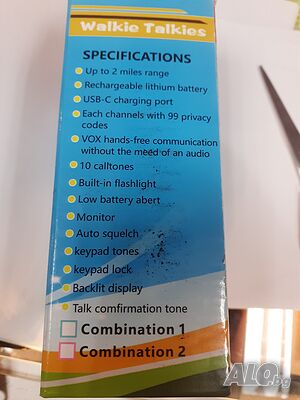 Walkie Talkies
SPECIFICATIONS
Up to 2 miles range
Rechargeable lithium battery
USB-C charging port
Each channels with 99 privacy
codes
VOX hands-free communication
without the need of an audio
10 calltones
Built-in flashlight
Low battery abert
Monitor
Auto squelch
keypad tones
keypad lock
Backlit display
Talk comfirmation tone
Combination 1
Combination 2
ALO.bg